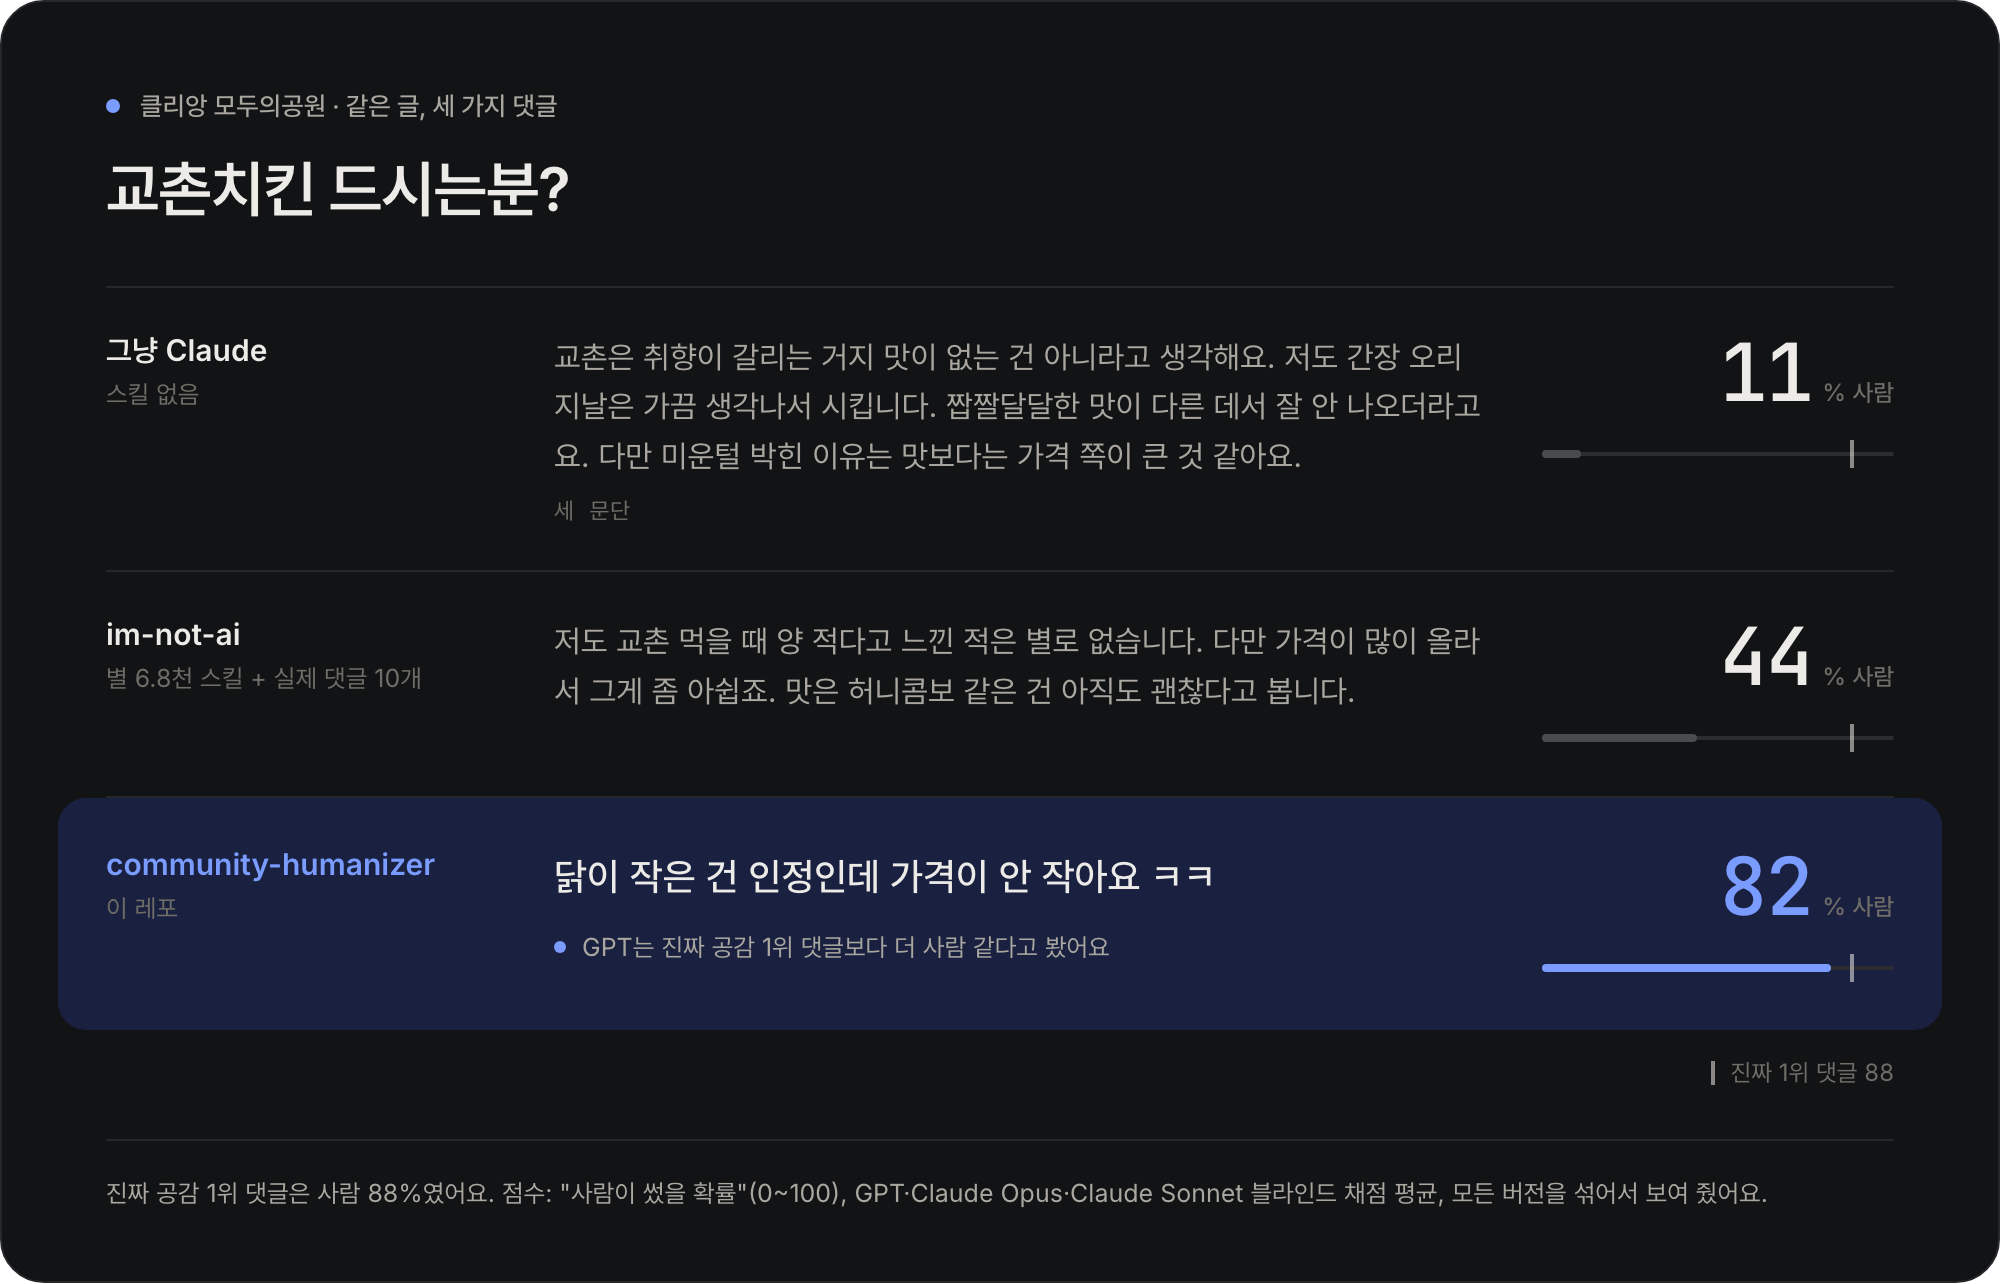 클리앙 모두의공원 · 같은 글, 세 가지 댓글
교촌치킨 드시는분?
그냥 Claude
스킬 없음
교촌은 취향이 갈리는 거지 맛이 없는 건 아니라고 생각해요. 저도 간장 오리
지날은 가끔 생각나서 시킵니다. 짭짤달달한 맛이 다른 데서 잘 안 나오더라고
요. 다만 미운털 박힌 이유는 맛보다는 가격 쪽이 큰 것 같아요.
세 문단
11 % 사람
im-not-ai
별 6.8천 스킬 + 실제 댓글 10개
저도 교촌 먹을 때 양 적다고 느낀 적은 별로 없습니다. 다만 가격이 많이 올라
서 그게 좀 아쉽죠. 맛은 허니콤보 같은 건 아직도 괜찮다고 봅니다.
44 % 사람
community-humanizer
이 레포
닭이 작은 건 인정인데 가격이 안 작아요 ㅋㅋ
GPT는 진짜 공감 1위 댓글보다 더 사람 같다고 봤어요
82 % 사람
진짜 1위 댓글 88
진짜 공감 1위 댓글은 사람 88%였어요. 점수: "사람이 썼을 확률"(0~100), GPT·Claude Opus·Claude Sonnet 블라인드 채점 평균, 모든 버전을 섞어서 보여 줬어요.